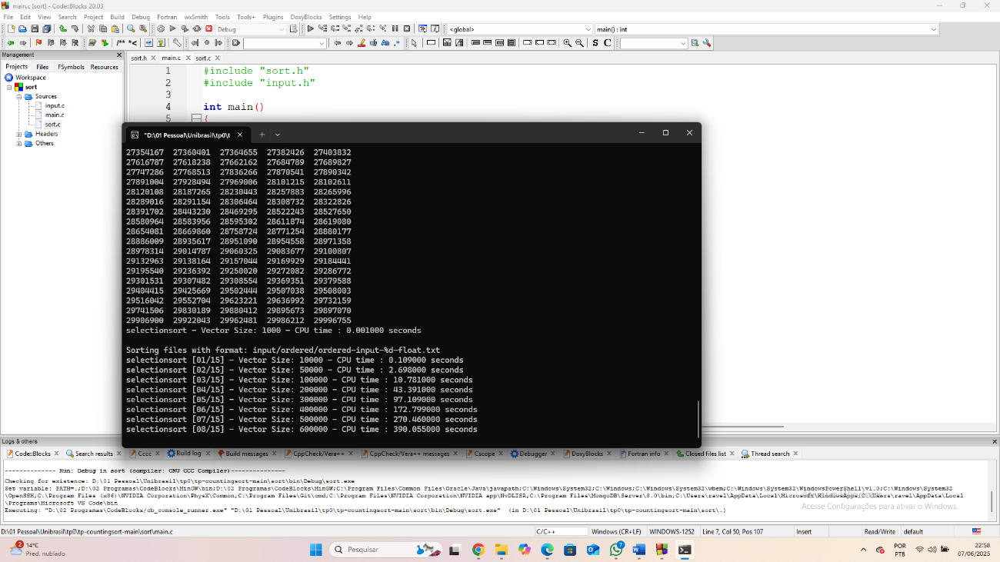 main.c [sort] - Code::Blocks 20.03
File Edit View Search Project Build Debug Fortran wxSmith Tools Tools+ Plugins DoxyBlocks Settings Help
Debug <global> main() : int
Management
Projects Files FSymbols Resources
Workspace
sort
Sources
input.c
main.c
sort.c
Headers
Others
sort.h main.c sort.c
1 #include "sort.h"
2 #include "input.h"
3
4 int main()
5 {
"D:\01 Pessoal\Unibrasil\tp0\t
27354167 27360401 27364655 27382426 27403832
27616787 27618238 27662162 27684789 27689827
27747286 27768513 27836266 27870541 27890342
27891004 27928494 27969006 28101215 28102611
28120108 28187265 28230443 28257883 28265996
28289016 28291154 28306464 28308732 28322826
28391702 28443230 28469295 28522243 28527650
28580964 28583956 28595302 28611874 28619080
28654081 28669860 28758724 28771254 28880177
28886009 28935617 28951090 28954558 28971358
28978314 29014787 29060325 29083677 29100807
29132963 29138164 29157044 29169929 29184441
29195540 29236392 29250020 29272082 29286772
29301531 29307482 29308554 29369351 29379588
29404415 29425669 29502444 29507038 29508003
29516042 29552704 29623221 29636992 29732159
29741506 29830189 29880412 29895673 29897070
29906900 29922043 29962481 29986212 29996755
selectionsort - Vector Size: 1000 - CPU time : 0.001000 seconds
Sorting files with format: input/ordered/ordered-input-%d-float.txt
selectionsort [01/15] - Vector Size: 10000 - CPU time : 0.109000 seconds
selectionsort [02/15] - Vector Size: 50000 - CPU time : 2.698000 seconds
selectionsort [03/15] - Vector Size: 100000 - CPU time : 10.781000 seconds
selectionsort [04/15] - Vector Size: 200000 - CPU time : 43.391000 seconds
selectionsort [05/15] - Vector Size: 300000 - CPU time : 97.109000 seconds
selectionsort [06/15] - Vector Size: 400000 - CPU time : 172.799000 seconds
selectionsort [07/15] - Vector Size: 500000 - CPU time : 270.460000 seconds
selectionsort [08/15] - Vector Size: 600000 - CPU time : 390.055000 seconds
Logs & others
Code::Blocks Search results Cccc Build log Build messages CppCheck/Vera++ CppCheck/Vera++ messages Cscope Debugger DoxyBlocks Fortran info Closed files list Thread search
-------------- Run: Debug in sort (compiler: GNU GCC Compiler)---------------
Checking for existence: D:\01 Pessoal\Unibrasil\tp0\tp-countingsort-main\sort\bin\Debug\sort.exe
Set variable: PATH=.;D:\02 Programas\CodeBlocks\MinGW\bin;D:\02 Programas\CodeBlocks\MinGW;C:\Program Files\Common Files\Oracle\Java\javapath;C:\Windows\System32;C:\Windows;C:\Windows\System32\wbem;C:\Windows\System32\WindowsPowerShell\v1.0;C:\Windows\System32
\OpenSSH;C:\Program Files (x86)\NVIDIA Corporation\PhysX\Common;C:\Program Files\Git\cmd;C:\Program Files\NVIDIA Corporation\NVIDIA app\NvDLISR;C:\Program Files\MongoDB\Server\8.0\bin;C:\Users\ravel\AppData\Local\Microsoft\WindowsApps;C:\Users\ravel\AppData\Local
\Programs\Microsoft VS Code\bin
Executing: "D:\02 Programas\CodeBlocks/cb_console_runner.exe" "D:\01 Pessoal\Unibrasil\tp0\tp-countingsort-main\sort\bin\Debug\sort.exe" (in D:\01 Pessoal\Unibrasil\tp0\tp-countingsort-main\sort\.)
Acesse Configurações para ativar o Windows.
D:\01 Pessoal\Unibrasil\tp0\tp-countingsort-main\sort\main.c C/C++ Windows (CR+LF) WINDOWS-1252 Line 7, Col 50, Pos 107 Insert Read/Write default
2 14°C
Pred. nublado
Pesquisar
7
POR
PTB
22:58
07/06/2025